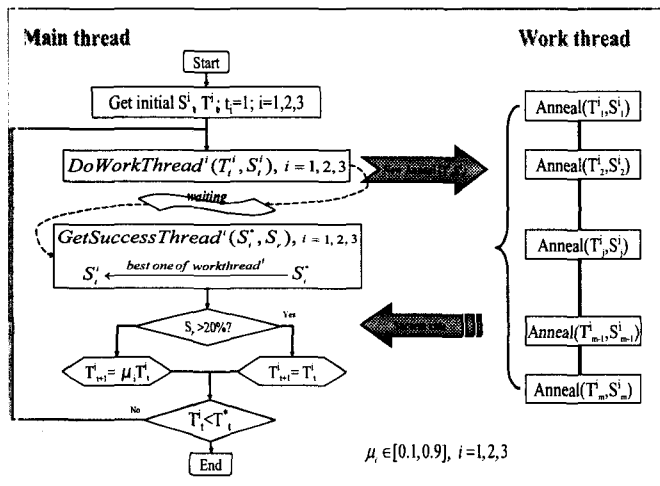 Main thread
Work thread
Start
Get initial Sⁱ₁, Tⁱ₁; t₁=1; i=1,2,3
DoWorkThreadⁱ(Tₜⁱ, Sₜⁱ), i = 1,2,3
waiting
GetSuccessThreadⁱ(Sₜ*, Sᵣ), i = 1,2,3
Sₜⁱ ← best one of workthreadⁱ Sₜ*
Sᵣ >20%?
Yes
Tⁱₜ₊₁= μᵢTⁱₜ
Tⁱₜ₊₁= Tⁱₜ
No
Tⁱₜ<T*ₜ
End
Anneal(Tⁱ₁,Sⁱ₁)
Anneal(Tⁱ₂,Sⁱ₂)
Anneal(Tⁱⱼ,Sⁱⱼ)
Anneal(Tⁱₘ₋₁,Sⁱₘ₋₁)
Anneal(Tⁱₘ,Sⁱₘ)
μᵢ ∈[0.1,0.9], i=1,2,3